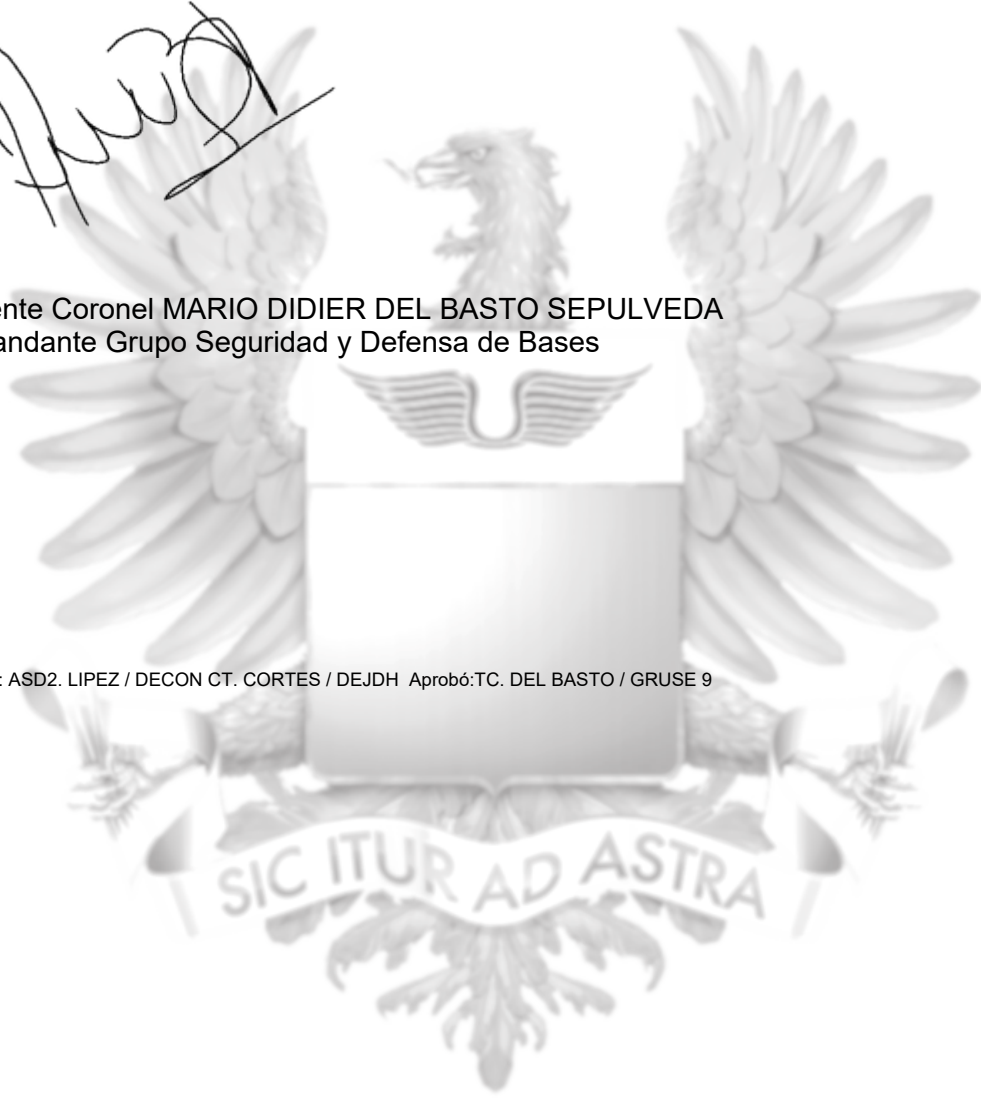 ente Coronel MARIO DIDIER DEL BASTO SEPULVEDA
andante Grupo Seguridad y Defensa de Bases
: ASD2. LIPEZ / DECON CT. CORTES / DEJDH Aprobó:TC. DEL BASTO / GRUSE 9
SIC ITUR AD ASTRA